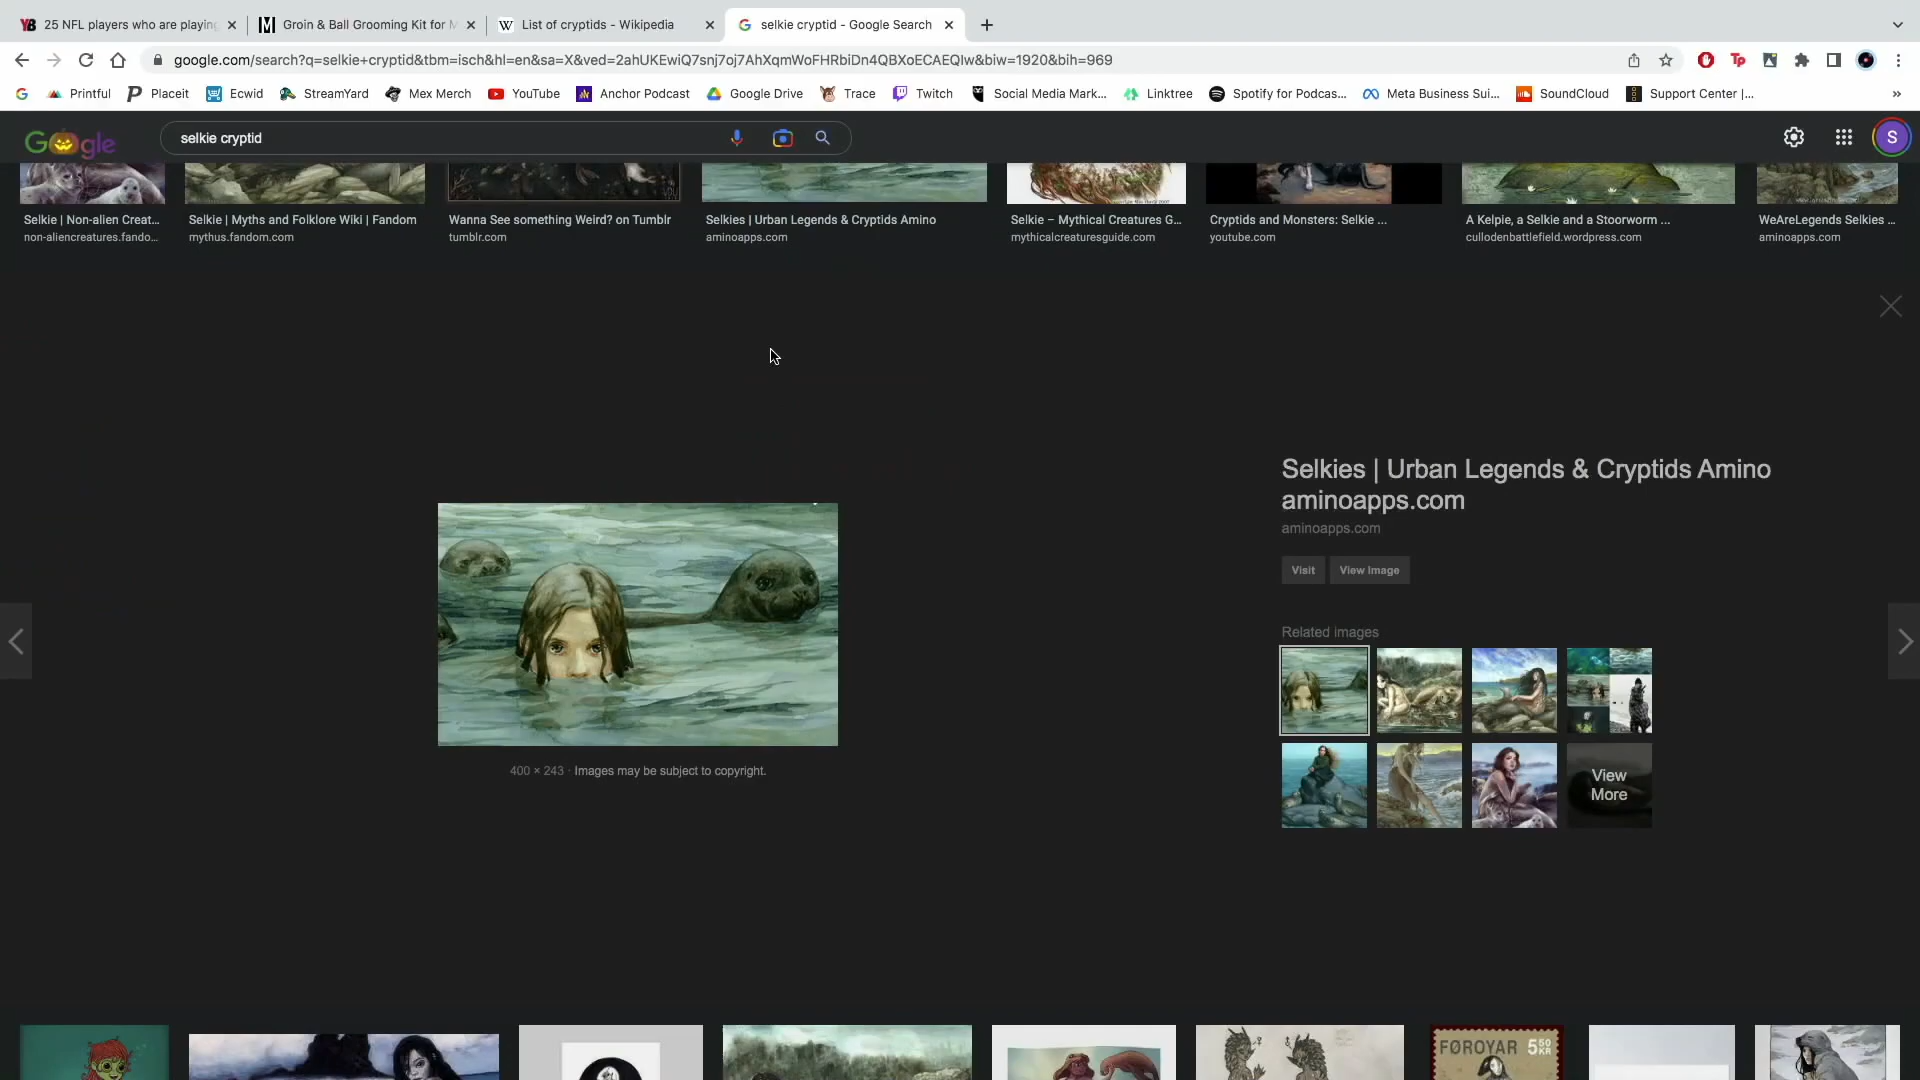 25 NFL players who are playing
Groin & Ball Grooming Kit for M
List of cryptids - Wikipedia
selkie cryptid - Google Search
google.com/search?q=selkie+cryptid&tbm=isch&hl=en&sa=X&ved=2ahUKEwiQ7snj7oj7AhXqmWoFHRbiDn4QBXoECAEQIw&biw=1920&bih=969
Printful
Placeit
Ecwid
StreamYard
Mex Merch
YouTube
Anchor Podcast
Google Drive
Trace
Twitch
Social Media Mark...
Linktree
Spotify for Podcas...
Meta Business Sui...
SoundCloud
Support Center |...
»
Google
selkie cryptid
S
Selkie | Non-alien Creat...
non-aliencreatures.fando...
Selkie | Myths and Folklore Wiki | Fandom
mythus.fandom.com
Wanna See something Weird? on Tumblr
tumblr.com
Selkies | Urban Legends & Cryptids Amino
aminoapps.com
Selkie – Mythical Creatures G...
mythicalcreaturesguide.com
Cryptids and Monsters: Selkie ...
youtube.com
A Kelpie, a Selkie and a Stoorworm ...
cullodenbattlefield.wordpress.com
WeAreLegends Selkies ...
aminoapps.com
Selkies | Urban Legends & Cryptids Amino
aminoapps.com
aminoapps.com
Visit
View Image
Related images
View
More
400 × 243 · Images may be subject to copyright.
FØROYAR 550
KR